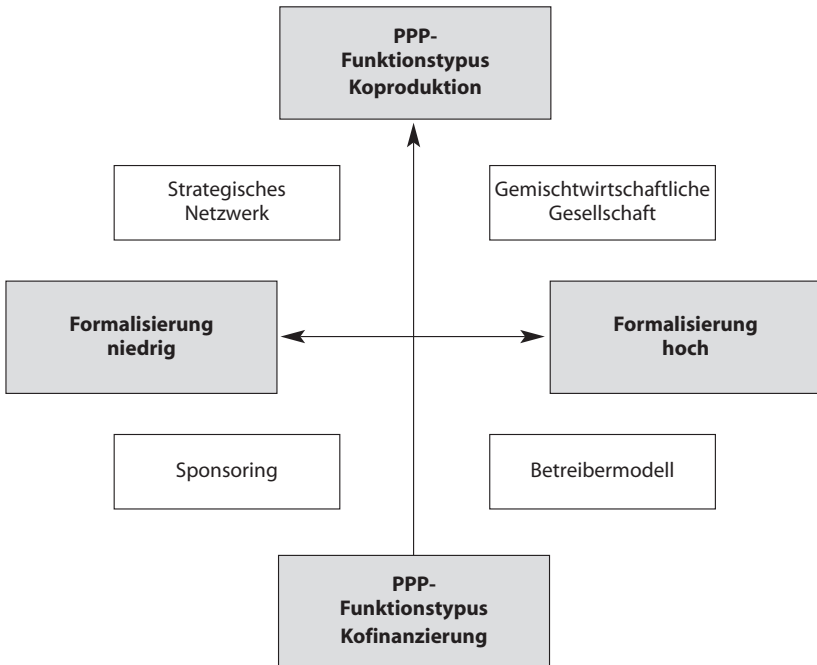 PPP-
Funktionstypus
Koproduktion
Strategisches
Netzwerk
Gemischtwirtschaftliche
Gesellschaft
Formalisierung
niedrig
Formalisierung
hoch
Sponsoring
Betreibermodell
PPP-
Funktionstypus
Kofinanzierung